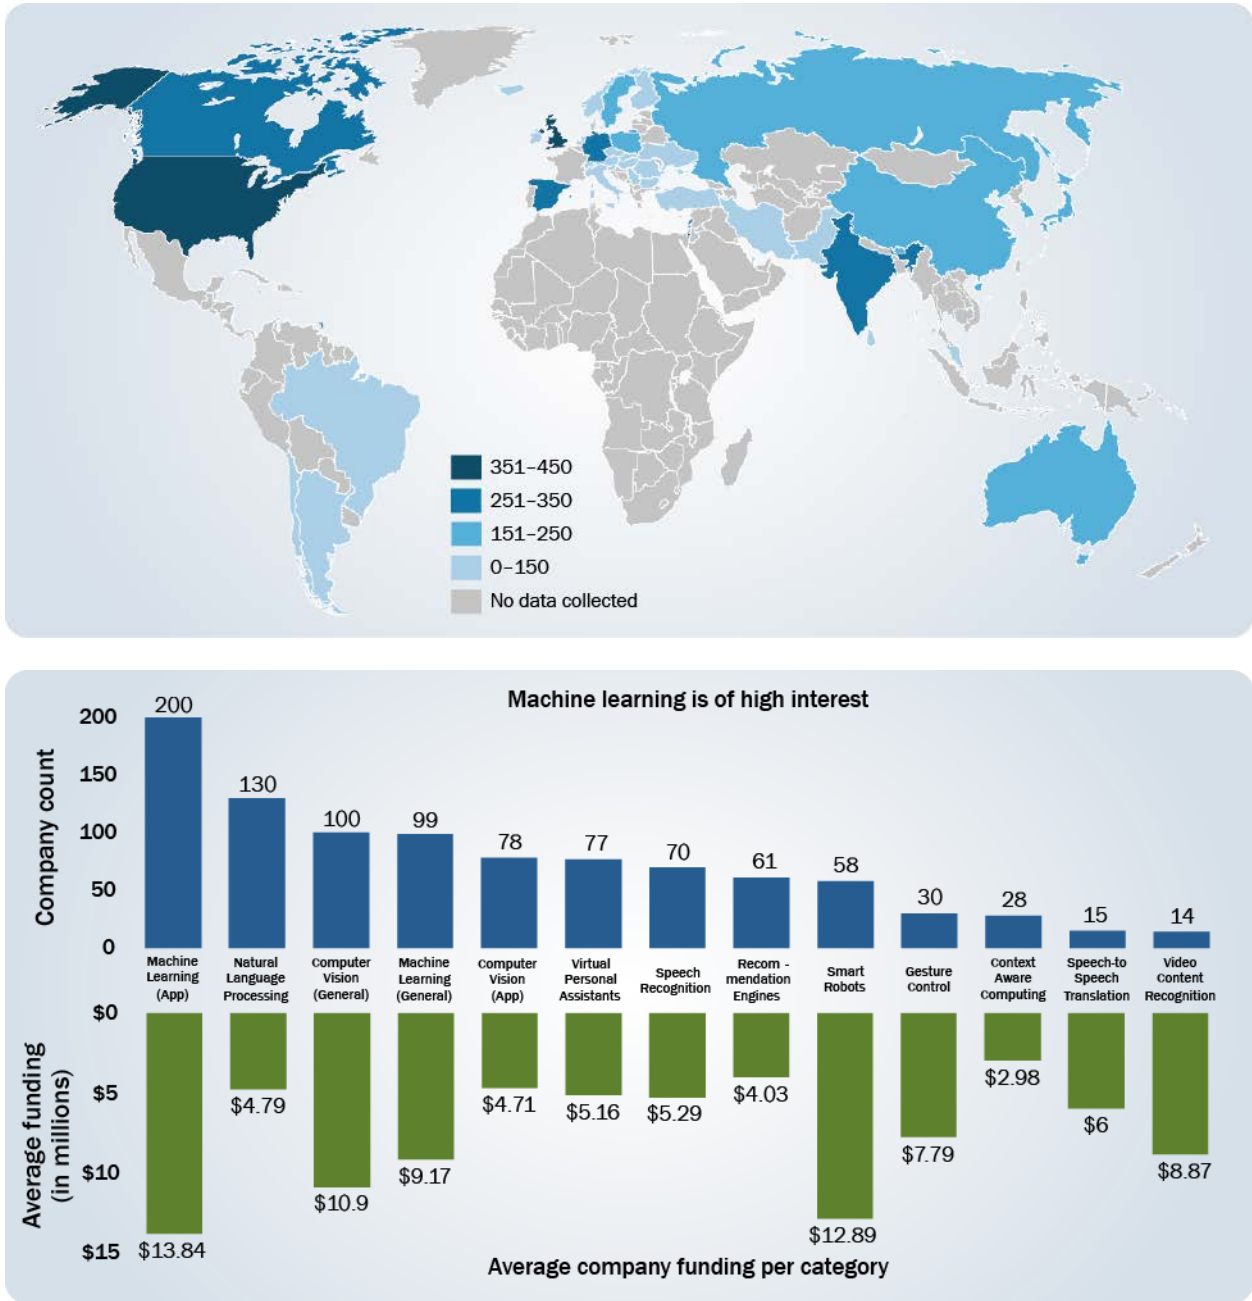 351–450
251–350
151–250
0–150
No data collected
Machine learning is of high interest
Company count
200
150
100
50
0
200
130
100
99
78
77
70
61
58
30
28
15
14
Machine
Learning
(App)
Natural
Language
Processing
Computer
Vision
(General)
Machine
Learning
(General)
Computer
Vision
(App)
Virtual
Personal
Assistants
Speech
Recognition
Recom -
mendation
Engines
Smart
Robots
Gesture
Control
Context
Aware
Computing
Speech-to
Speech
Translation
Video
Content
Recognition
Average funding
(in millions)
$0
$5
$10
$15
$13.84
$4.79
$10.9
$9.17
$4.71
$5.16
$5.29
$4.03
$12.89
$7.79
$2.98
$6
$8.87
Average company funding per category